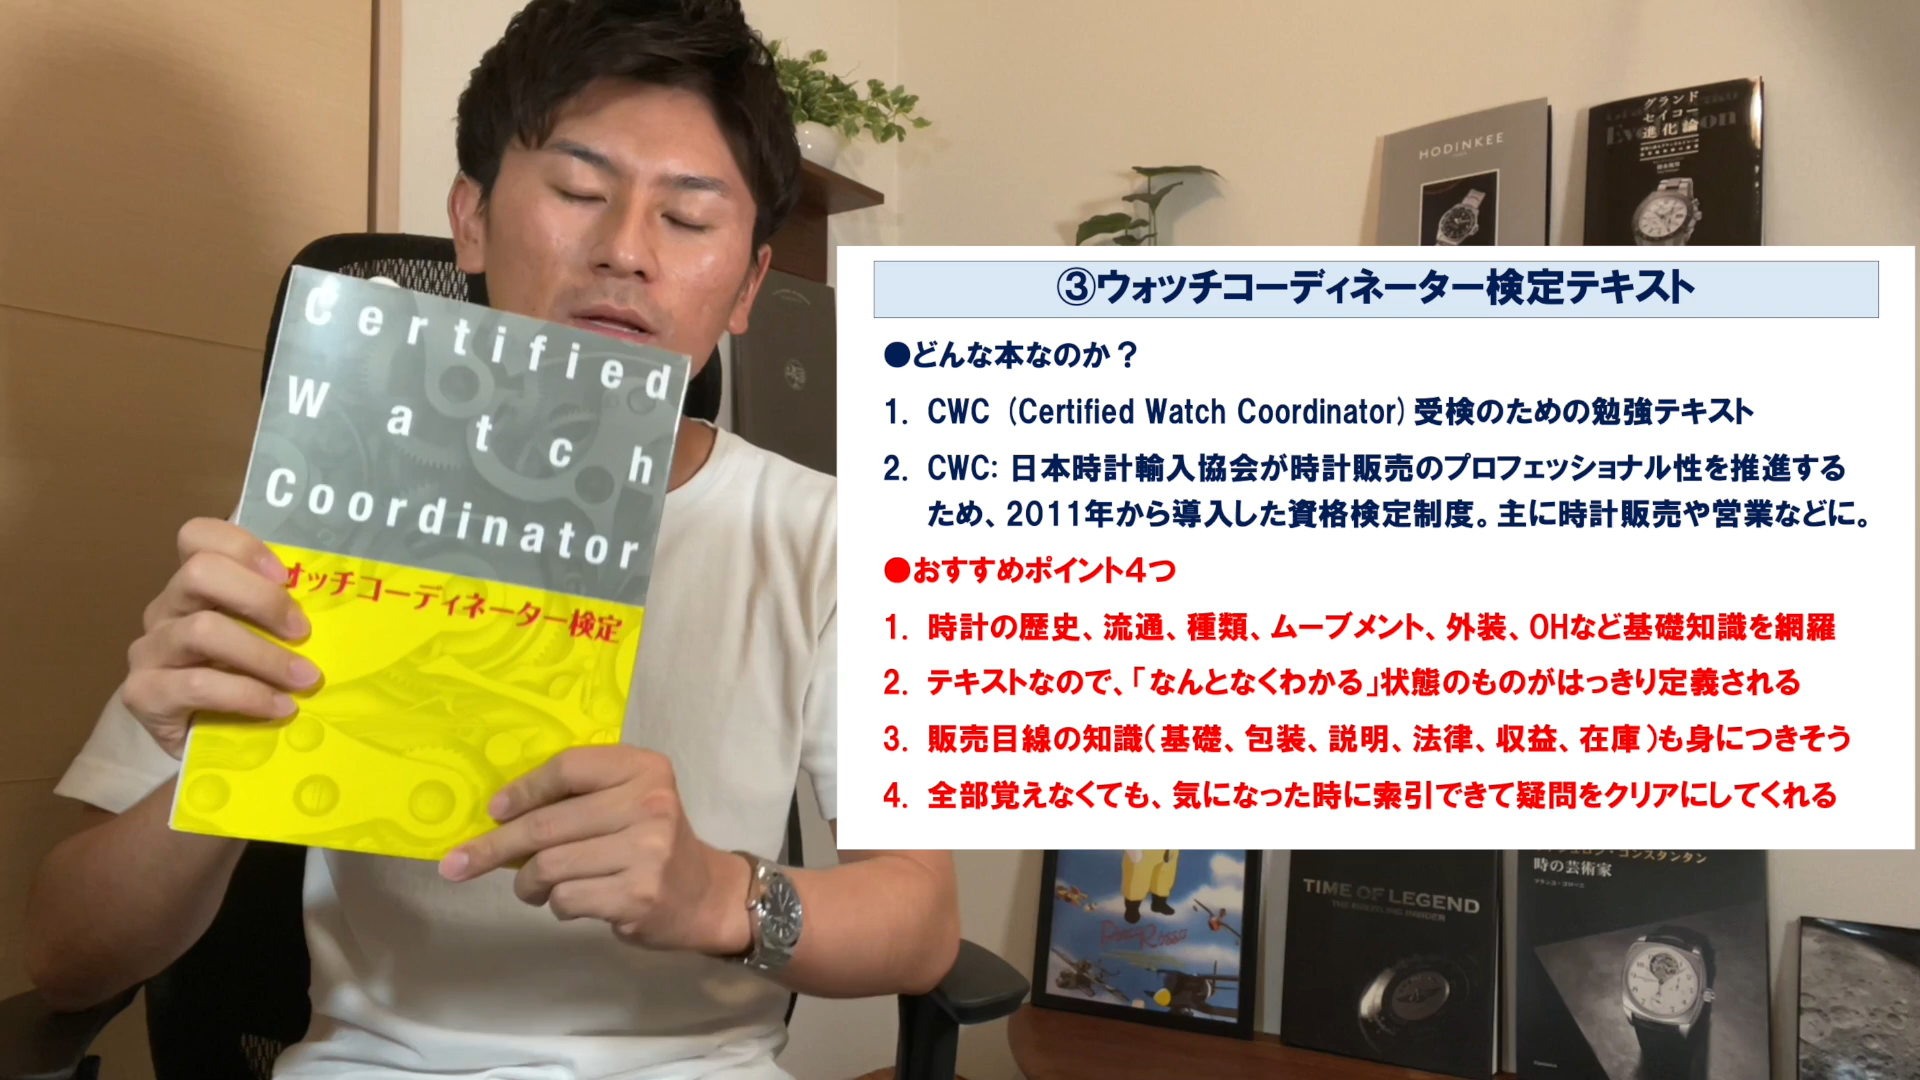 Certified
Watch
Coordinator
ォッチコーディネーター検定
HODINKEE
グランド
セイコー
進化論
③ウォッチコーディネーター検定テキスト
●どんな本なのか？
1. CWC (Certified Watch Coordinator) 受検のための勉強テキスト
2. CWC: 日本時計輸入協会が時計販売のプロフェッショナル性を推進する
ため、2011年から導入した資格検定制度。主に時計販売や営業などに。
●おすすめポイント4つ
1. 時計の歴史、流通、種類、ムーブメント、外装、OHなど基礎知識を網羅
2. テキストなので、「なんとなくわかる」状態のものがはっきり定義される
3. 販売目線の知識(基礎、包装、説明、法律、収益、在庫)も身につきそう
4. 全部覚えなくても、気になった時に索引できて疑問をクリアにしてくれる
Porco Rosso
TIME OF LEGEND
THE BREITLING INSIDER
コンスタンタン
時の芸術家